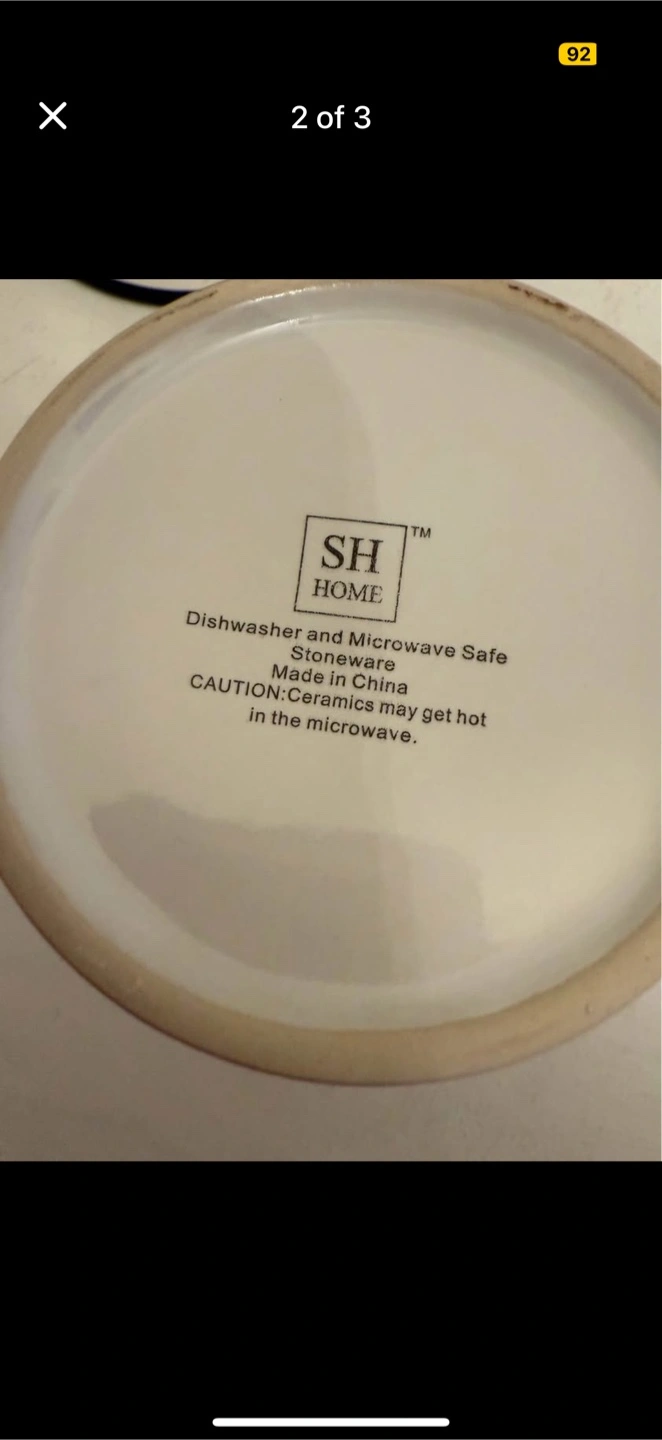 92
2 of 3
SH
TM
HOME
Dishwasher and Microwave Safe
Stoneware
Made in China
CAUTION:Ceramics may get hot
in the microwave.